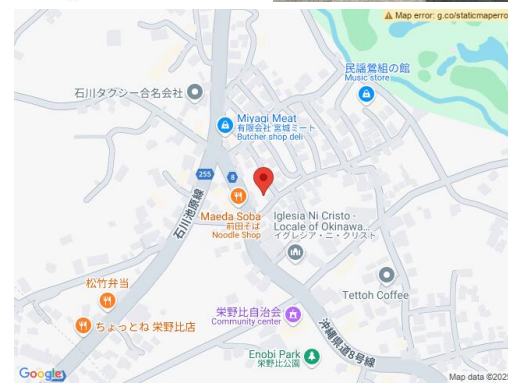 Map error: g.co/staticmaperro
民謡鶯組の館
Music store
石川タクシー合名会社
Miyagi Meat
有限会社 宮城ミート
Butcher shop deli
255
8
Maeda Soba
前田そば
Noodle Shop
石川池原線
Iglesia Ni Cristo -
Locale of Okinawa...
イグレシア・ニ・クリスト
松竹弁当
Tettoh Coffee
栄野比自治会
Community center
ちょっとね 栄野比店
沖縄県道8号線
Enobi Park
栄野比公園
Google
Map data ©2025